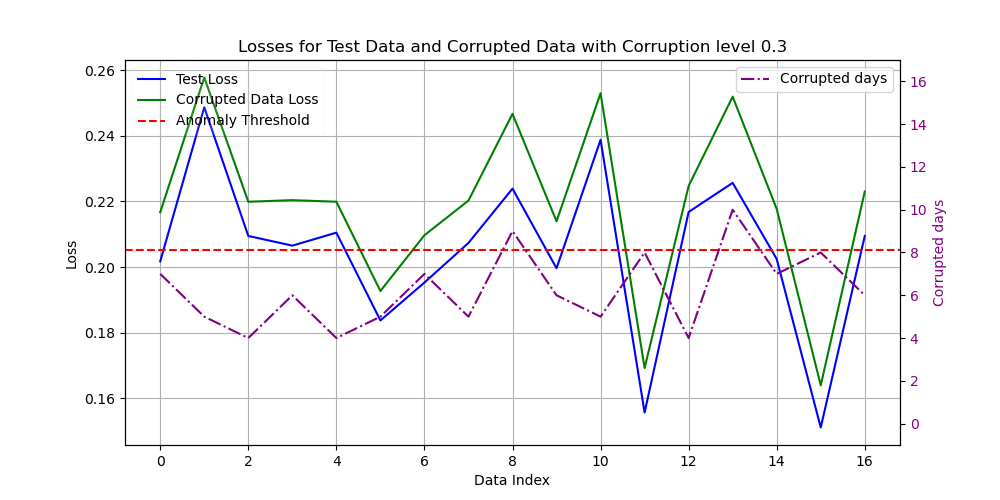 Losses for Test Data and Corrupted Data with Corruption level 0.3
Test Loss
Corrupted Data Loss
Anomaly Threshold
Corrupted days
0.26
0.24
0.22
0.20
0.18
0.16
Loss
16
14
12
10
8
6
4
2
0
Corrupted days
0 2 4 6 8 10 12 14 16
Data Index